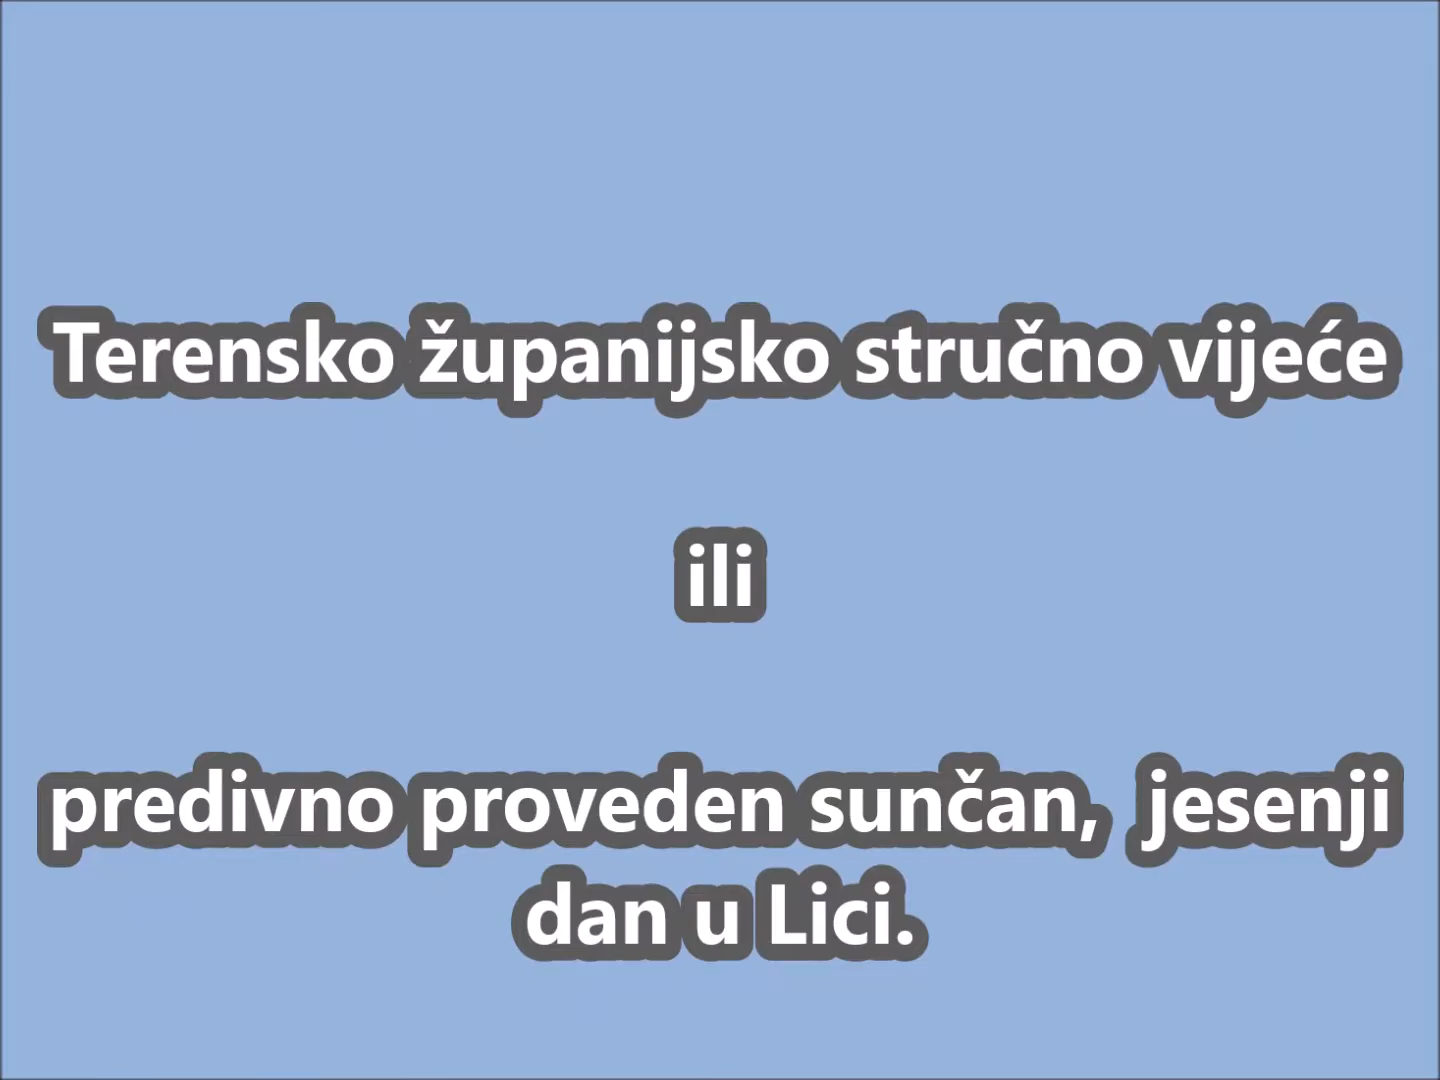 Terensko županijsko stručno vijeće
ili
predivno proveden sunčan, jesenji
dan u Lici.